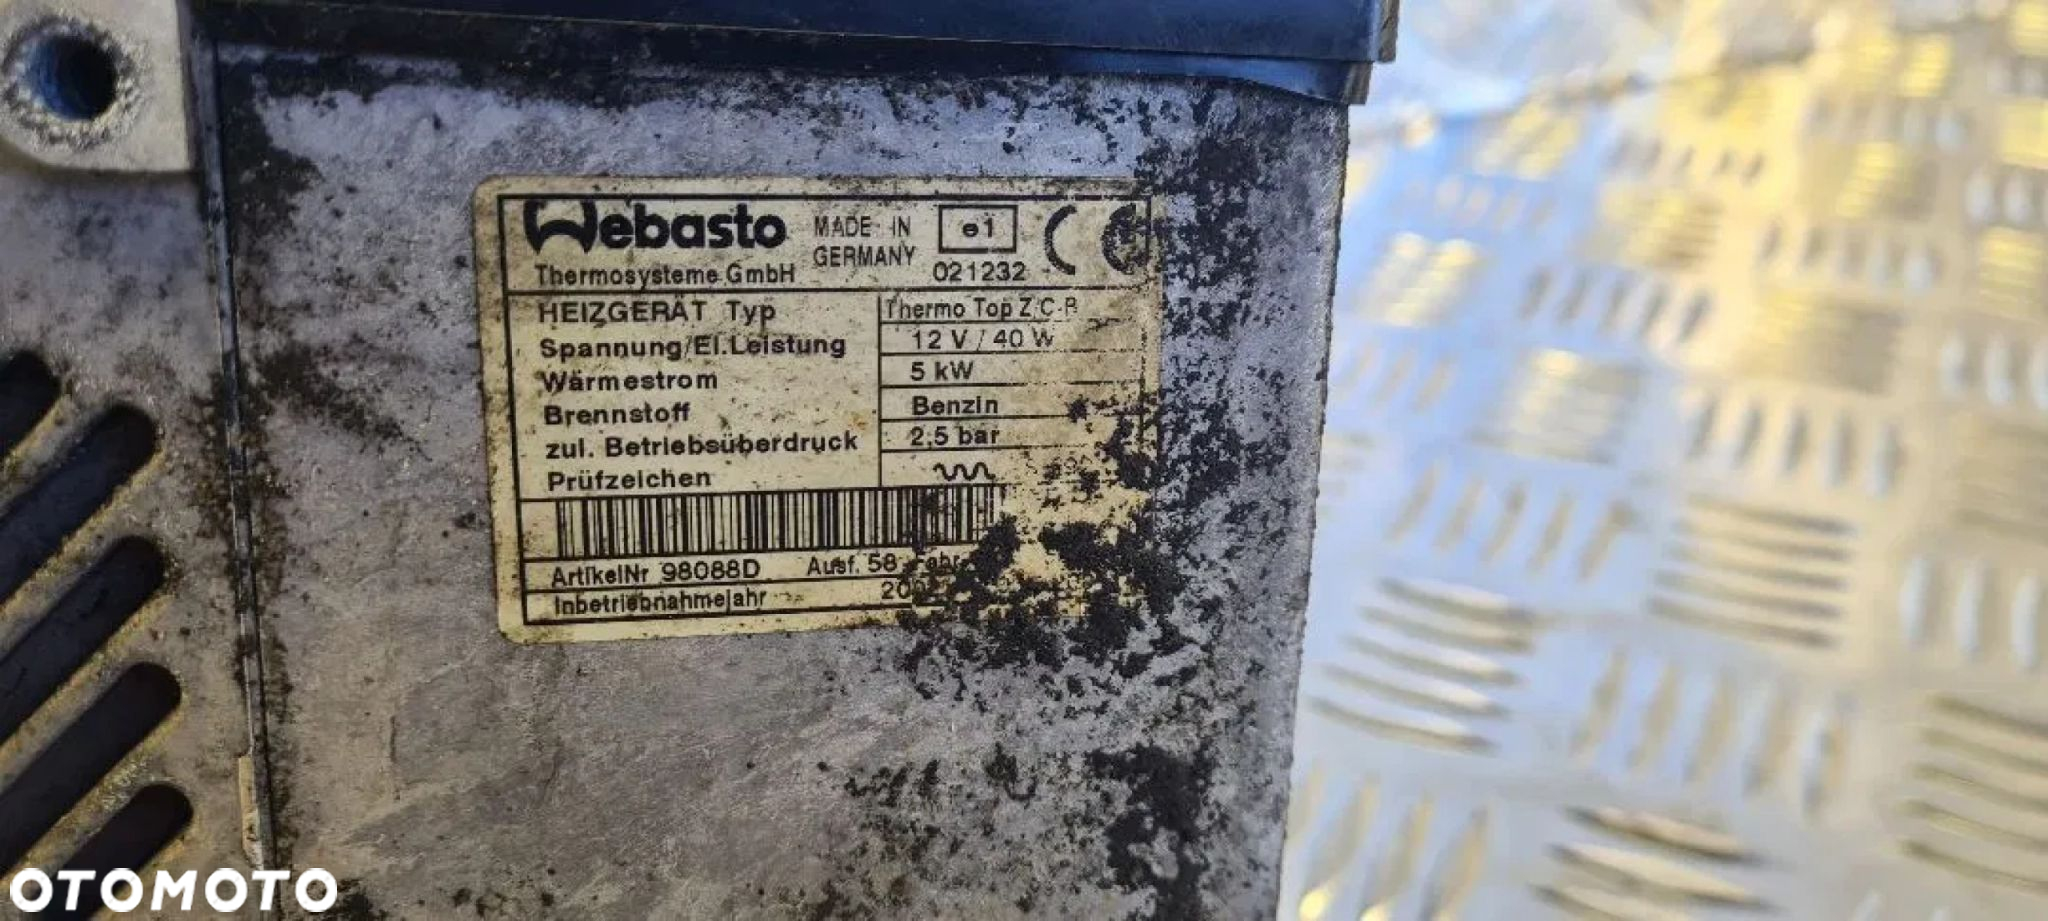 Webasto
Thermosysteme GmbH
MADE IN
GERMANY
e1
021232
HEIZGERÄT Typ Thermo Top Z/C-B
Spannung/El.Leistung 12 V / 40 W
Wärmestrom 5 kW
Brennstoff Benzin
zul. Betriebsüberdruck 2,5 bar
Prüfzeichen
ArtikelNr 98088D Ausf. 58
Inbetriebnahmejahr
OTOMOTO